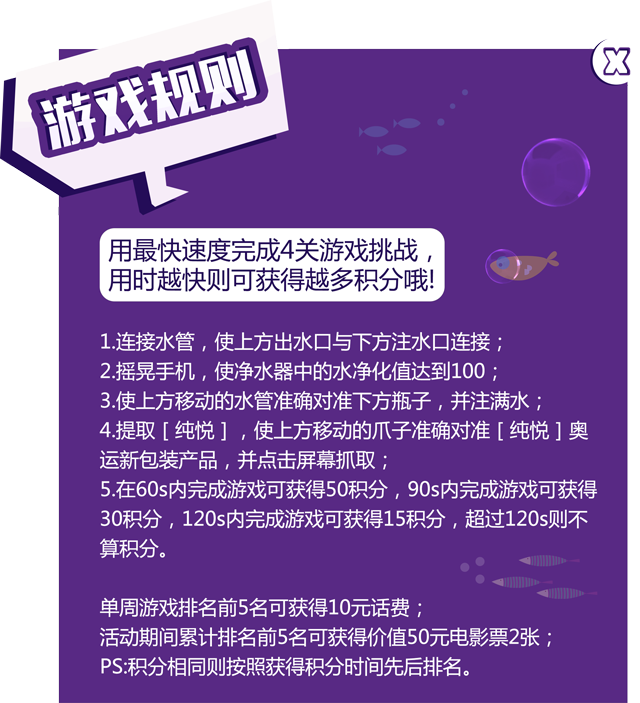 游戏规则
X
用最快速度完成4关游戏挑战，
用时越快则可获得越多积分哦!
1.连接水管，使上方出水口与下方注水口连接；
2.摇晃手机，使净水器中的水净化值达到100；
3.使上方移动的水管准确对准下方瓶子，并注满水；
4.提取［纯悦］，使上方移动的爪子准确对准［纯悦］奥
运新包装产品，并点击屏幕抓取；
5.在60s内完成游戏可获得50积分，90s内完成游戏可获得
30积分，120s内完成游戏可获得15积分，超过120s则不
算积分。
单周游戏排名前5名可获得10元话费；
活动期间累计排名前5名可获得价值50元电影票2张；
PS:积分相同则按照获得积分时间先后排名。